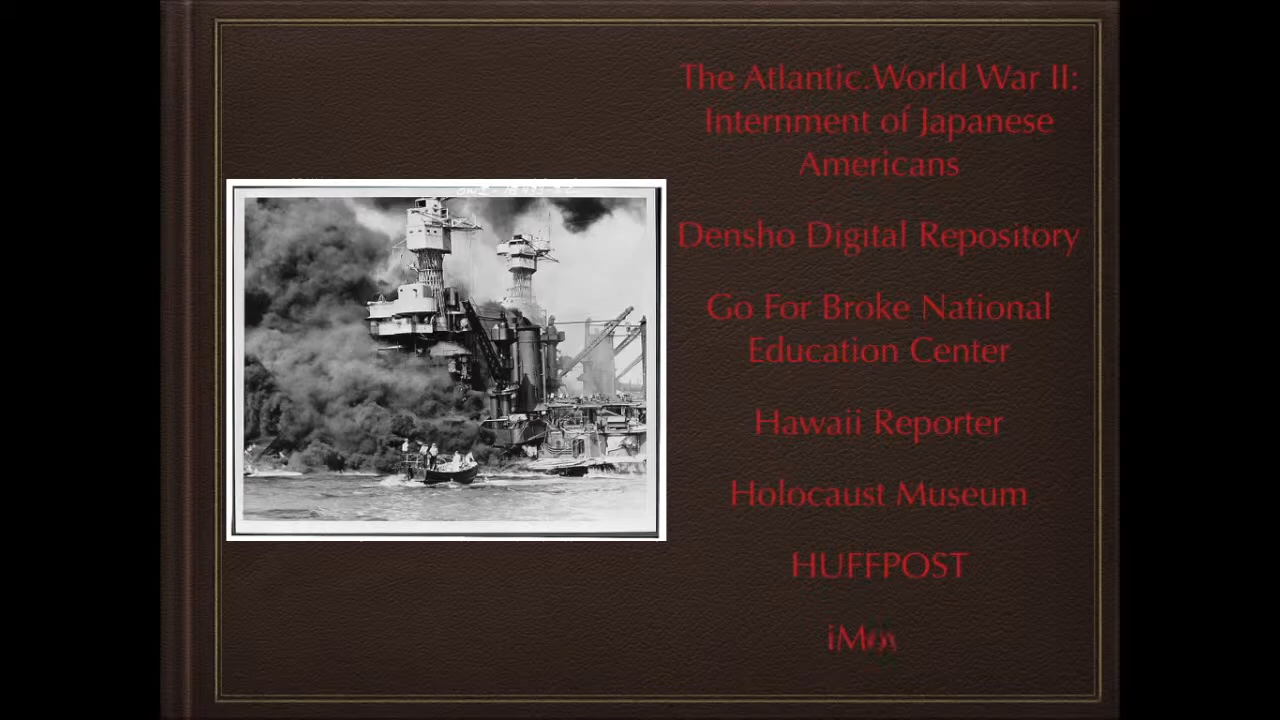 The Atlantic.World War II:
Internment of Japanese
Americans
Densho Digital Repository
Go For Broke National
Education Center
Hawaii Reporter
Holocaust Museum
HUFFPOST